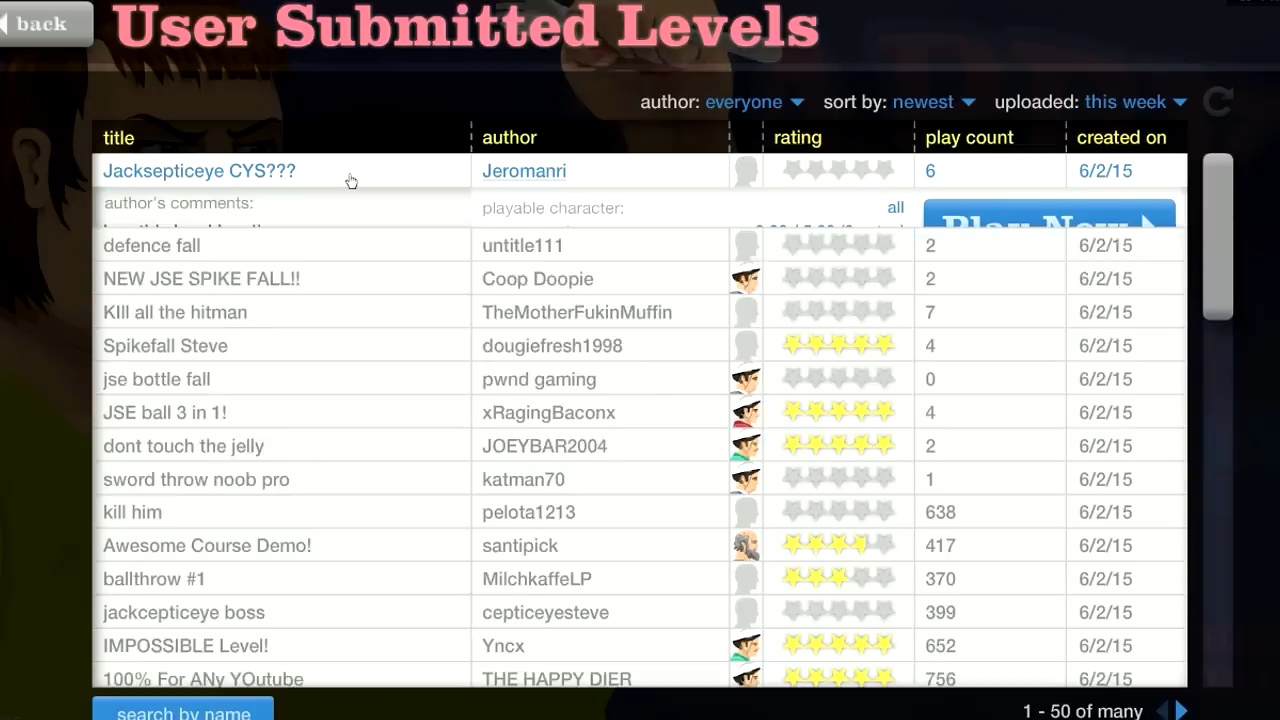 back
User Submitted Levels
author: everyone sort by: newest uploaded: this week
title author rating play count created on
Jacksepticeye CYS??? Jeromanri 6 6/2/15
author's comments: playable character: all
Play Now
defence fall untitle111 2 6/2/15
NEW JSE SPIKE FALL!! Coop Doopie 2 6/2/15
KIll all the hitman TheMotherFukinMuffin 7 6/2/15
Spikefall Steve dougiefresh1998 4 6/2/15
jse bottle fall pwnd gaming 0 6/2/15
JSE ball 3 in 1! xRagingBaconx 4 6/2/15
dont touch the jelly JOEYBAR2004 2 6/2/15
sword throw noob pro katman70 1 6/2/15
kill him pelota1213 638 6/2/15
Awesome Course Demo! santipick 417 6/2/15
ballthrow #1 MilchkaffeLP 370 6/2/15
jackcepticeye boss cepticeyesteve 399 6/2/15
IMPOSSIBLE Level! Yncx 652 6/2/15
100% For ANy YOutube THE HAPPY DIER 756 6/2/15
search by name 1 - 50 of many